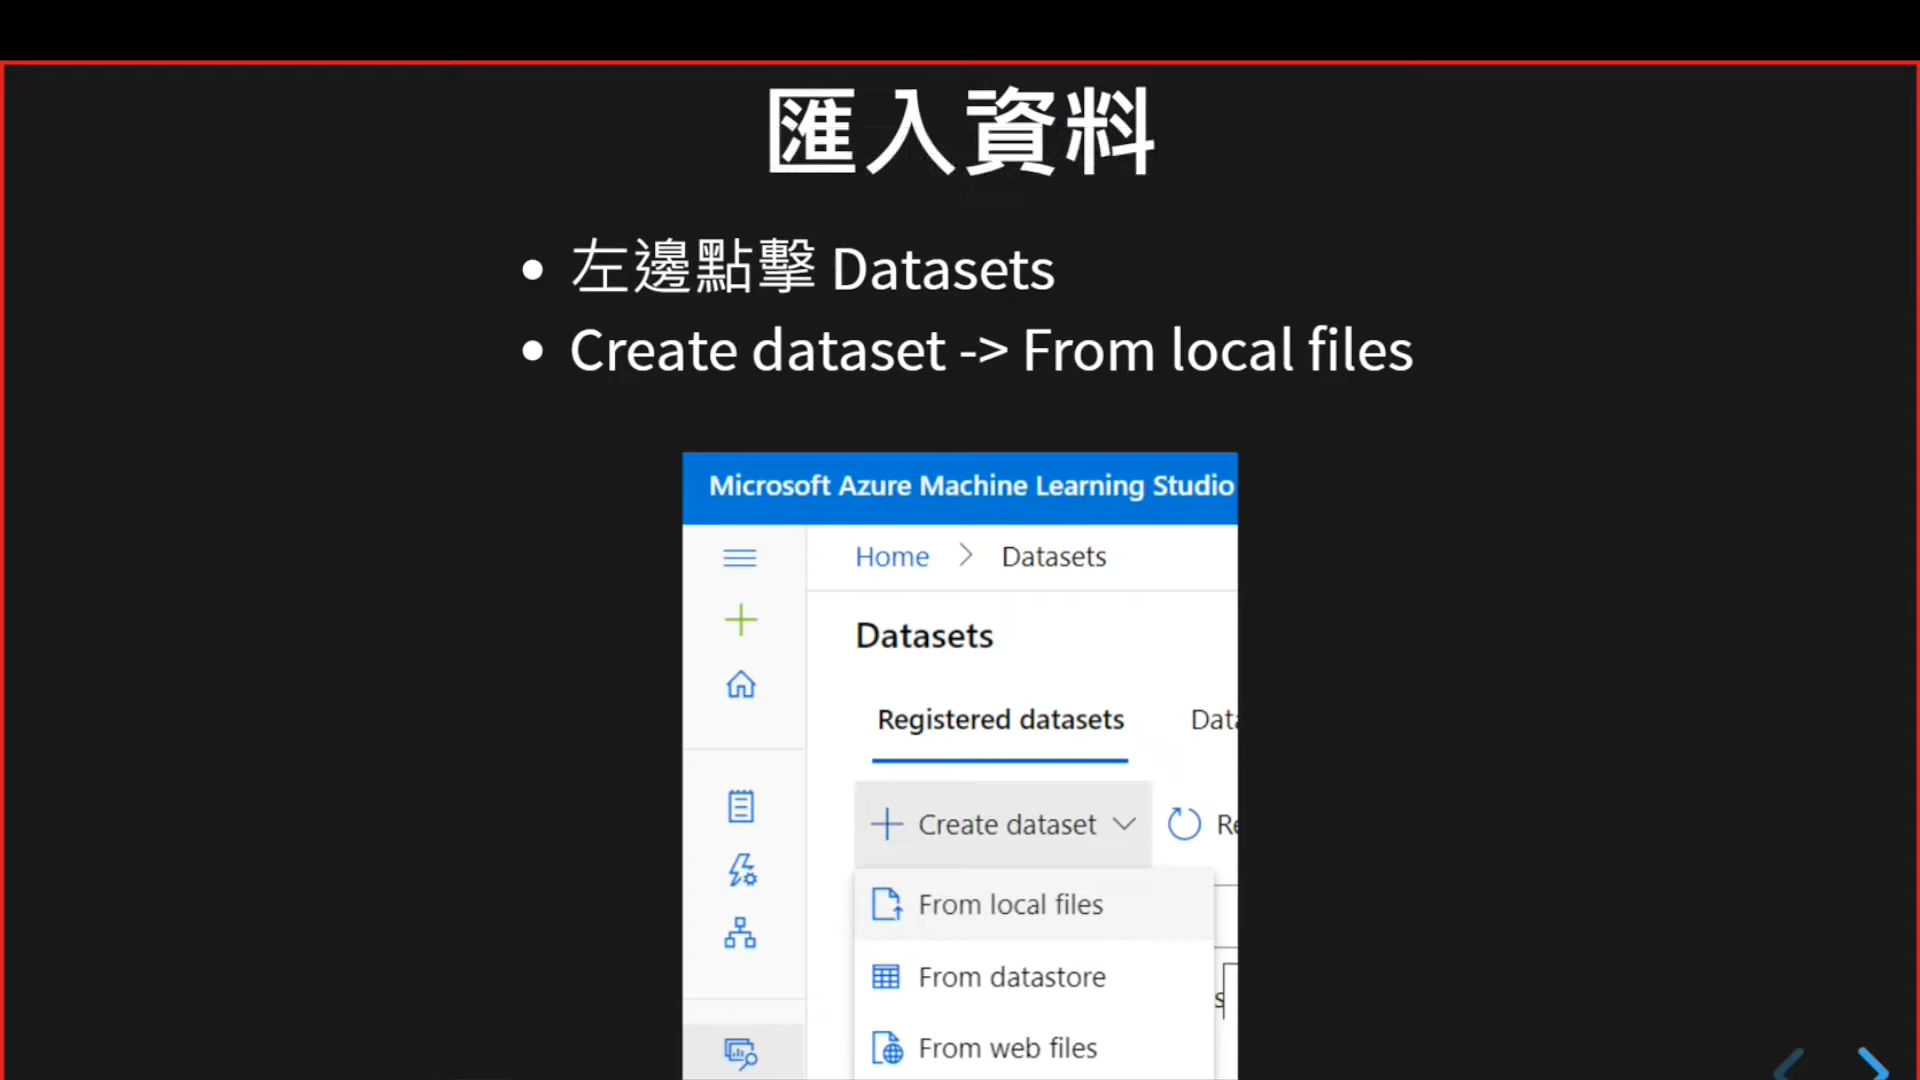 匯入資料
左邊點擊 Datasets
Create dataset -> From local files
Microsoft Azure Machine Learning Studio
Home > Datasets
Datasets
Registered datasets
Create dataset
From local files
From datastore
From web files